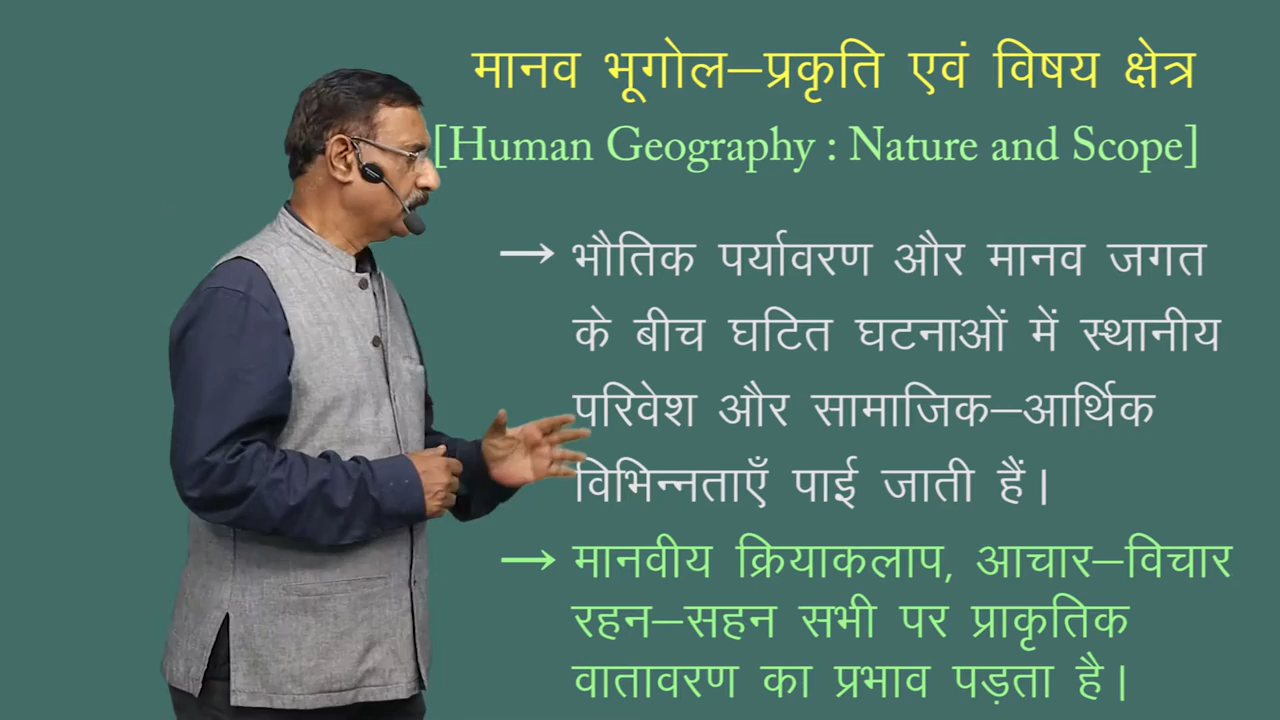 मानव भूगोल–प्रकृति एवं विषय क्षेत्र
[Human Geography : Nature and Scope]
→ भौतिक पर्यावरण और मानव जगत
के बीच घटित घटनाओं में स्थानीय
परिवेश और सामाजिक–आर्थिक
विभिन्नताएँ पाई जाती हैं।
→ मानवीय क्रियाकलाप, आचार–विचार
रहन–सहन सभी पर प्राकृतिक
वातावरण का प्रभाव पड़ता है।